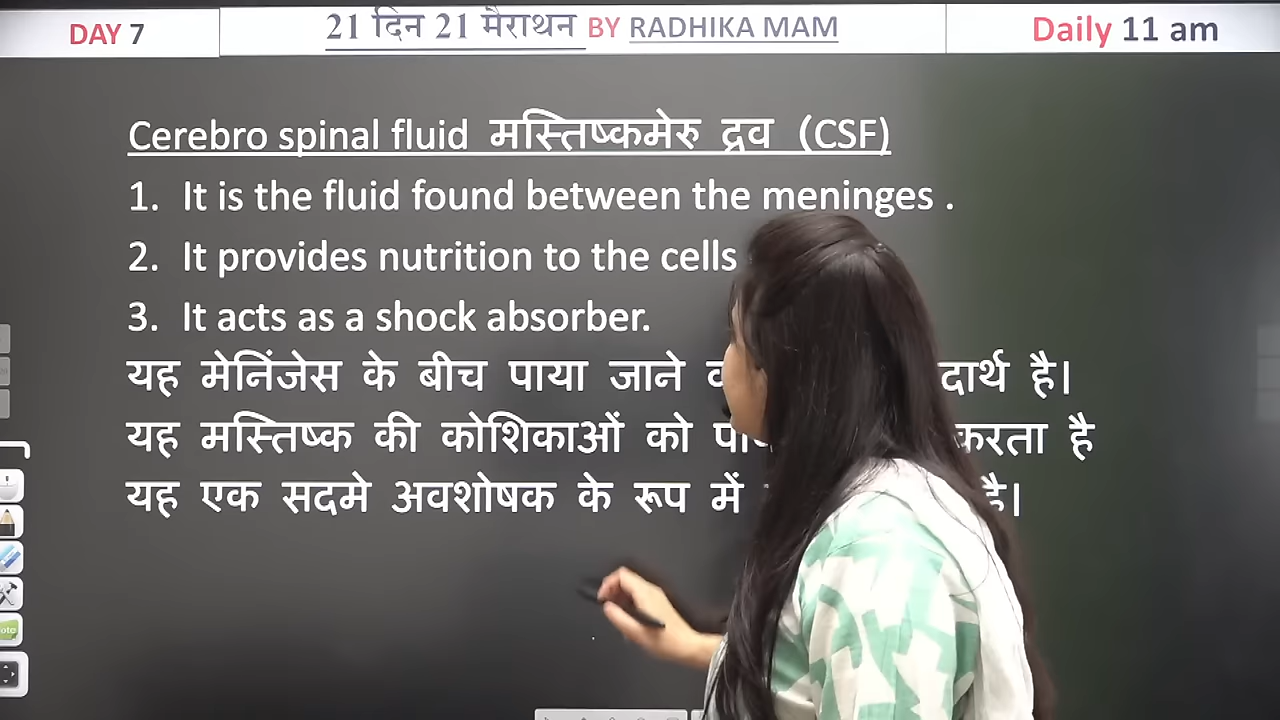 DAY 7
21 दिन 21 मैराथन BY RADHIKA MAM
Daily 11 am
Cerebro spinal fluid मस्तिष्कमेरु द्रव (CSF)
1. It is the fluid found between the meninges .
2. It provides nutrition to the cells
3. It acts as a shock absorber.
यह मेनिंजेस के बीच पाया जाने है।
यह मस्तिष्क की कोशिकाओं को करता है
यह एक सदमे अवशोषक के रूप में है।